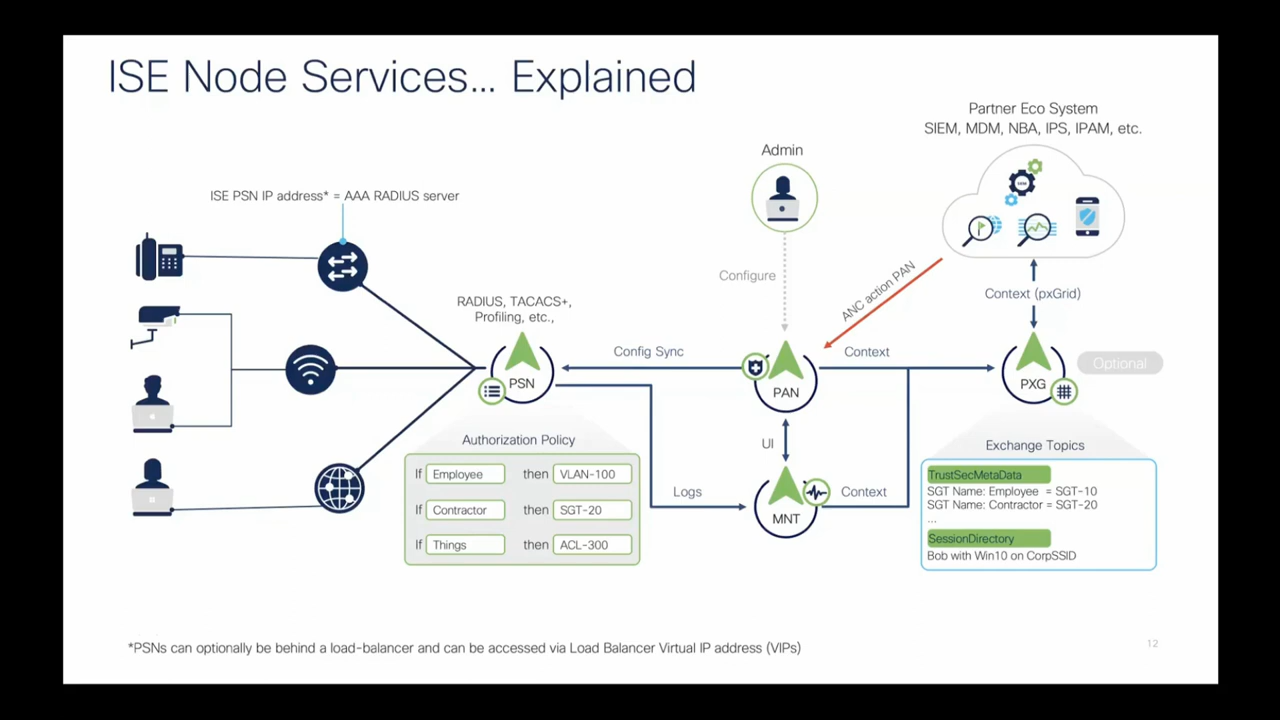 ISE Node Services... Explained
Partner Eco System
SIEM, MDM, NBA, IPS, IPAM, etc.
Admin
ISE PSN IP address* = AAA RADIUS server
Configure
ANC action PAN
Context (pxGrid)
RADIUS, TACACS+,
Profiling, etc.,
Config Sync
Context
Optional
PSN
PAN
PXG
Authorization Policy
UI
Exchange Topics
If Employee then VLAN-100
If Contractor then SGT-20
If Things then ACL-300
Logs
MNT
Context
TrustSecMetaData
SGT Name: Employee = SGT-10
SGT Name: Contractor = SGT-20
...
SessionDirectory
Bob with Win10 on CorpSSID
*PSNs can optionally be behind a load-balancer and can be accessed via Load Balancer Virtual IP address (VIPs)
12